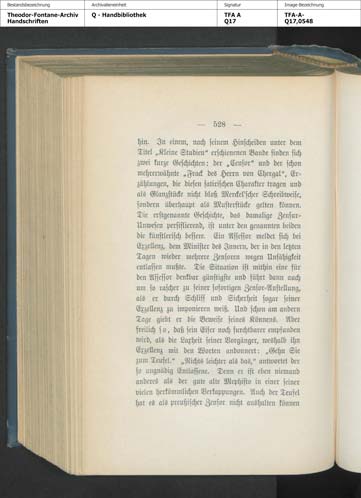 Bestandsbezeichnung
Archivalieneinheit
Signatur
Image-Bezeichnung
Theodor-Fontane-Archiv
Handschriften
Q - Handbibliothek
TFA A
Q17
TFA-A-
Q17,0548
— 528 —
hin. In einem, nach seinem Hinscheiden unter dem
Titel „Kleine Studien“ erschienenen Bande finden sich
zwei kurze Geschichten: der „Censor“ und der schon
mehrerwähnte „Frack des Herrn von Chergal“, Er-
zählungen, die diesen satirischen Charakter tragen und
als Glanzstücke nicht bloß Merckel'scher Schreibweise,
sondern überhaupt als Musterstücke gelten können.
Die erstgenannte Geschichte, das damalige Zensur-
Unwesen persiflierend, ist unter den genannten beiden
die künstlerisch bessere. Ein Assessor meldet sich bei
Exzellenz, dem Minister des Innern, der in den letzten
Tagen wieder mehrere Zensoren wegen Unfähigkeit
entlassen mußte. Die Situation ist mithin eine für
den Assessor denkbar günstigste und führt dann auch
um so rascher zu seiner sofortigen Zensor-Anstellung,
als er durch Schliff und Sicherheit sogar seiner
Exzellenz zu imponieren weiß. Und schon am andern
Tage giebt er die Beweise seines Könnens. Aber
freilich so, daß sein Eifer noch furchtbarer empfunden
wird, als die Laxheit seiner Vorgänger, weshalb ihn
Exzellenz mit den Worten andonnert: „Gehn Sie
zum Teufel.“ „Nichts leichter als das,“ antwortet der
so ungnädig Entlassene. Denn er ist eben niemand
anderes als der gute alte Mephisto in einer seiner
vielen herkömmlichen Verkappungen. Auch der Teufel
hat es als preußischer Zensor nicht aushalten können